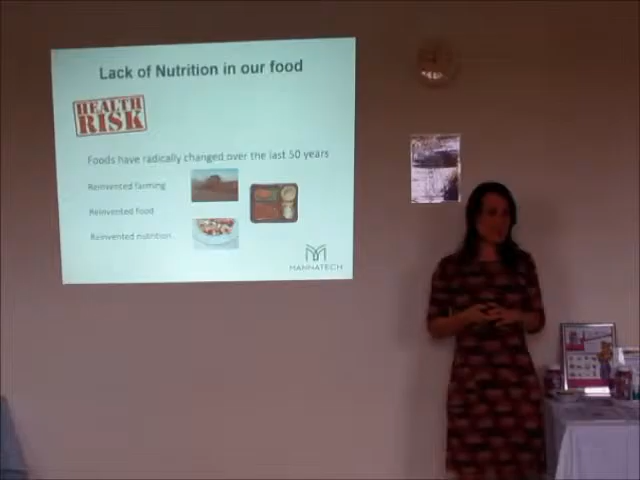 Lack of Nutrition in our food
HEALTH
RISK
Foods have radically changed over the last 50 years
Reinvented farming
Reinvented food
Reinvented nutrition
MANNATECH